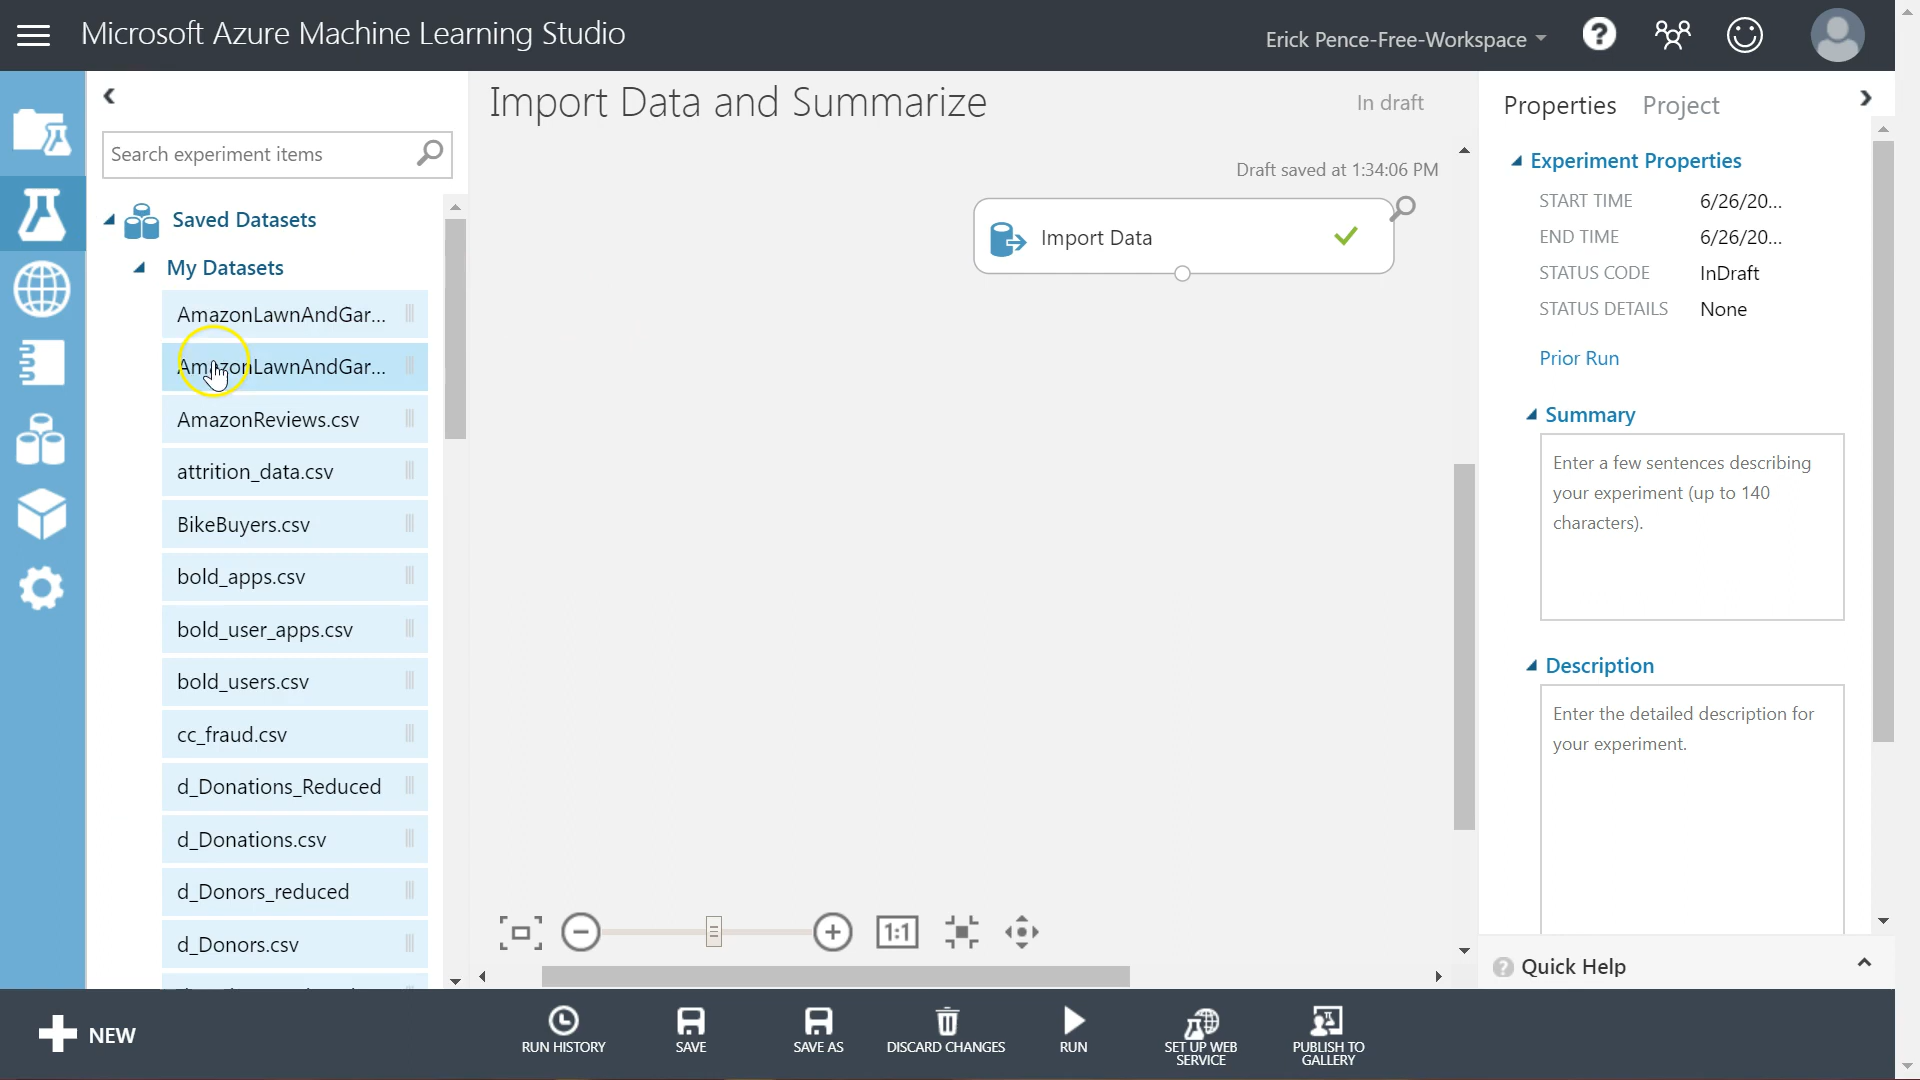 Microsoft Azure Machine Learning Studio
Erick Pence-Free-Workspace
?
Search experiment items
Saved Datasets
My Datasets
AmazonLawnAndGar...
AmazonLawnAndGar...
AmazonReviews.csv
attrition_data.csv
BikeBuyers.csv
bold_apps.csv
bold_user_apps.csv
bold_users.csv
cc_fraud.csv
d_Donations_Reduced
d_Donations.csv
d_Donors_reduced
d_Donors.csv
Import Data and Summarize
In draft
Draft saved at 1:34:06 PM
Import Data
1:1
Properties
Project
Experiment Properties
START TIME 6/26/20...
END TIME 6/26/20...
STATUS CODE InDraft
STATUS DETAILS None
Prior Run
Summary
Enter a few sentences describing
your experiment (up to 140
characters).
Description
Enter the detailed description for
your experiment.
? Quick Help
NEW
RUN HISTORY
SAVE
SAVE AS
DISCARD CHANGES
RUN
SET UP WEB
SERVICE
PUBLISH TO
GALLERY